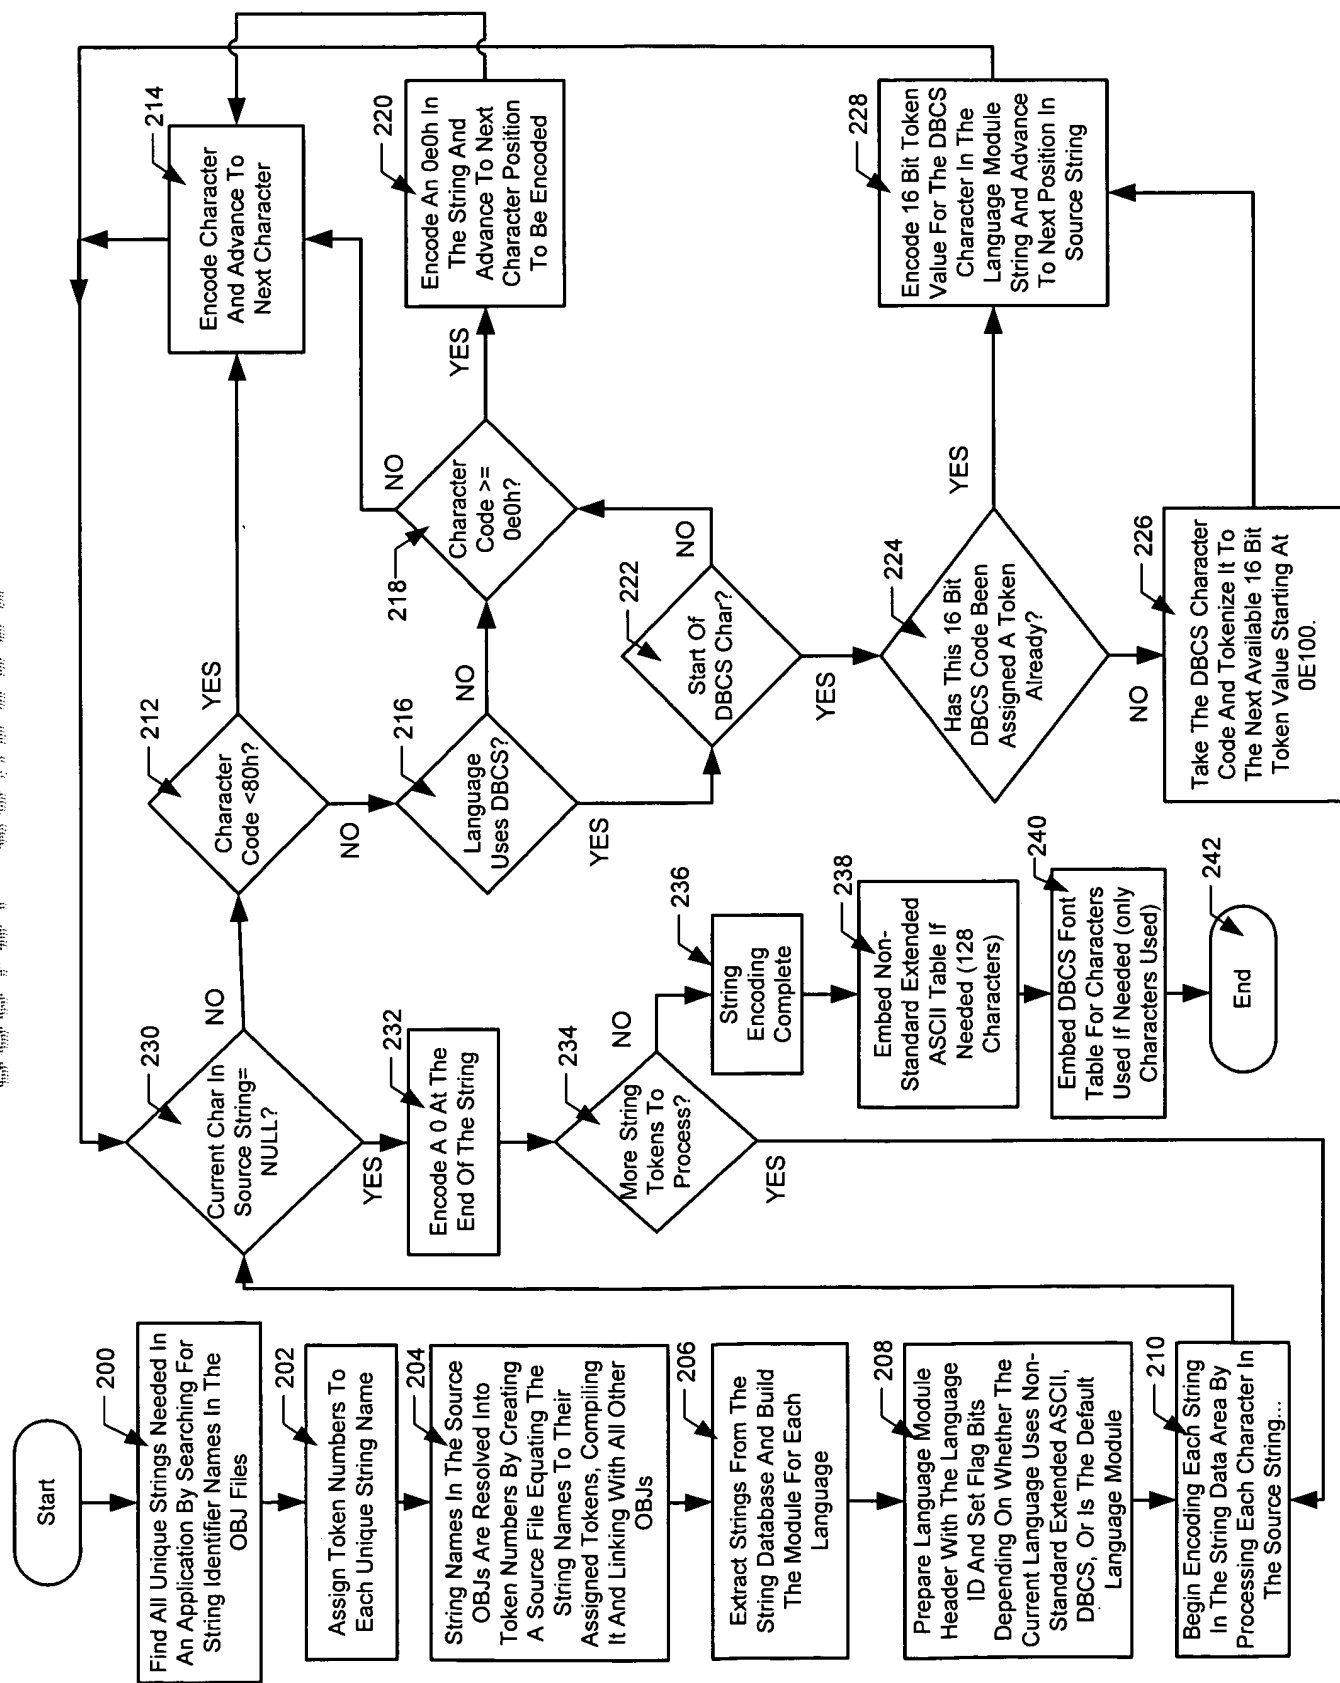 Start
200
Find All Unique Strings Needed In
An Application By Searching For
String Identifier Names In The
OBJ Files
202
Assign Token Numbers To
Each Unique String Name
204
String Names In The Source
OBJs Are Resolved Into
Token Numbers By Creating
A Source File Equating The
String Names To Their
Assigned Tokens, Compiling
It And Linking With All Other
OBJs
206
Extract Strings From The
String Database And Build
The Module For Each
Language
208
Prepare Language Module
Header With The Language
ID And Set Flag Bits
Depending On Whether The
Current Language Uses Non-
Standard Extended ASCII,
DBCS, Or Is The Default
Language Module
210
Begin Encoding Each String
In The String Data Area By
Processing Each Character In
The Source String...
230
Current Char In
Source String=
NULL?
NO
YES
232
Encode A 0 At The
End Of The String
234
More String
Tokens To
Process?
NO
YES
236
String
Encoding
Complete
238
Embed Non-
Standard Extended
ASCII Table If
Needed (128
Characters)
240
Embed DBCS Font
Table For Characters
Used If Needed (only
Characters Used)
242
End
212
Character
Code <80h?
YES
NO
214
Encode Character
And Advance To
Next Character
216
Language
Uses DBCS?
NO
YES
218
Character
Code >=
0e0h?
NO
YES
220
Encode An 0e0h In
The String And
Advance To Next
Character Position
To Be Encoded
222
Start Of
DBCS Char?
NO
YES
224
Has This 16 Bit
DBCS Code Been
Assigned A Token
Already?
YES
NO
226
Take The DBCS Character
Code And Tokenize It To
The Next Available 16 Bit
Token Value Starting At
0E100.
228
Encode 16 Bit Token
Value For The DBCS
Character In The
Language Module
String And Advance
To Next Position In
Source String